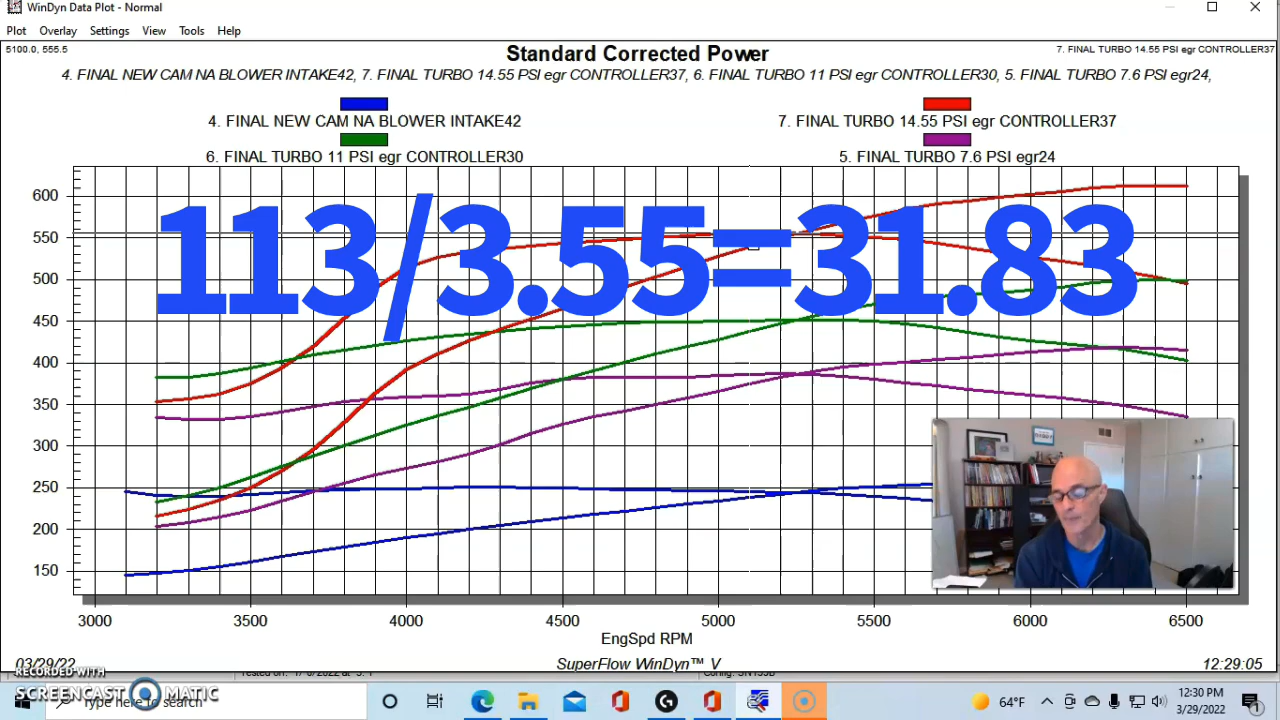 WinDyn Data Plot - Normal
Plot Overlay Settings View Tools Help
5100.0, 555.5
Standard Corrected Power
7. FINAL TURBO 14.55 PSI egr CONTROLLER37
4. FINAL NEW CAM NA BLOWER INTAKE42, 7. FINAL TURBO 14.55 PSI egr CONTROLLER37, 6. FINAL TURBO 11 PSI egr CONTROLLER30, 5. FINAL TURBO 7.6 PSI egr24,
4. FINAL NEW CAM NA BLOWER INTAKE42
7. FINAL TURBO 14.55 PSI egr CONTROLLER37
6. FINAL TURBO 11 PSI egr CONTROLLER30
5. FINAL TURBO 7.6 PSI egr24
600
550
500
450
400
350
300
250
200
150
113/3.55=31.83
3000 3500 4000 4500 5000 5500 6000 6500
EngSpd RPM
03/29/22
SuperFlow WinDyn™ V
12:29:05
RECORDED WITH
SCREENCAST MATIC
Type here to search
64°F
12:30 PM
3/29/2022
1